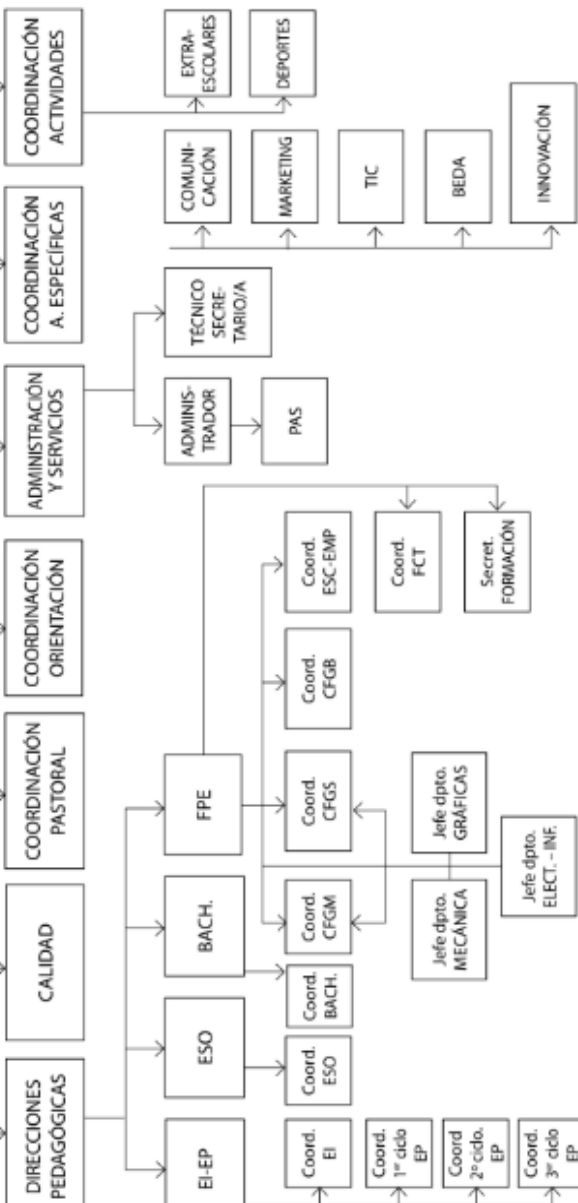 DIRECCIONES
PEDAGÓGICAS
CALIDAD
COORDINACIÓN
PASTORAL
COORDINACIÓN
ORIENTACIÓN
ADMINISTRACIÓN
Y SERVICIOS
COORDINACIÓN
A. ESPECÍFICAS
COORDINACIÓN
ACTIVIDADES
EI-EP
ESO
BACH.
FPE
ADMINIS-
TRADOR
TÉCNICO
SECRE-
TARIO/A
COMUNI-
CACIÓN
EXTRA-
ESCOLARES
PAS
MARKETING
DEPORTES
TIC
BEDA
INNOVACIÓN
Coord.
EI
Coord.
ESO
Coord.
BACH.
Coord.
CFGM
Coord.
CFGS
Coord.
CFGB
Coord.
ESC-EMP
Coord.
1er ciclo
EP
Coord.
FCT
Coord
2º ciclo.
EP
Jefe dpto.
MECÁNICA
Jefe dpto.
GRÁFICAS
Secret.
FORMACIÓN
Coord.
3er ciclo
EP
Jefe dpto.
ELECT. – INF.